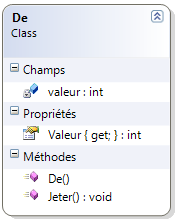 De
Class
Champs
valeur : int
Propriétés
Valeur { get; } : int
Méthodes
De()
Jeter() : void